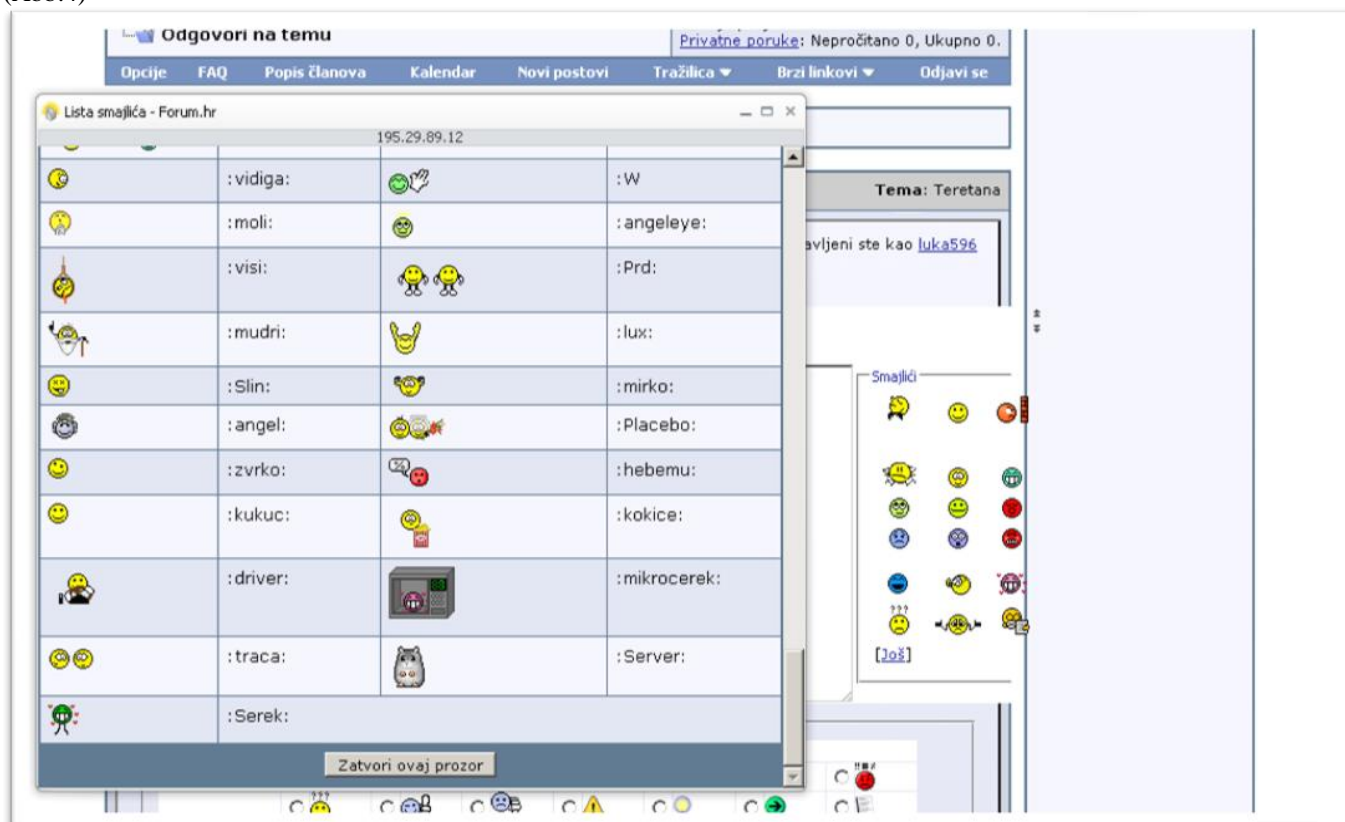 Odgovori na temu
Privatne poruke: Nepročitano 0, Ukupno 0.
Opcije FAQ Popis članova Kalendar Novi postovi Tražilica Brzi linkovi Odjavi se
Lista smajlića - Forum.hr
195.29.89.12
:vidiga: :W
Tema: Teretana
:moli: :angeleye:
avljeni ste kao luka596
:visi: :Prd:
:mudri: :lux:
Smajlići
:Slin: :mirko:
:angel: :Placebo:
:zvrko: :hebemu:
:kukuc: :kokice:
:driver: :mikrocerek:
???
:traca: :Server:
[Još]
:Serek:
Zatvori ovaj prozor
???